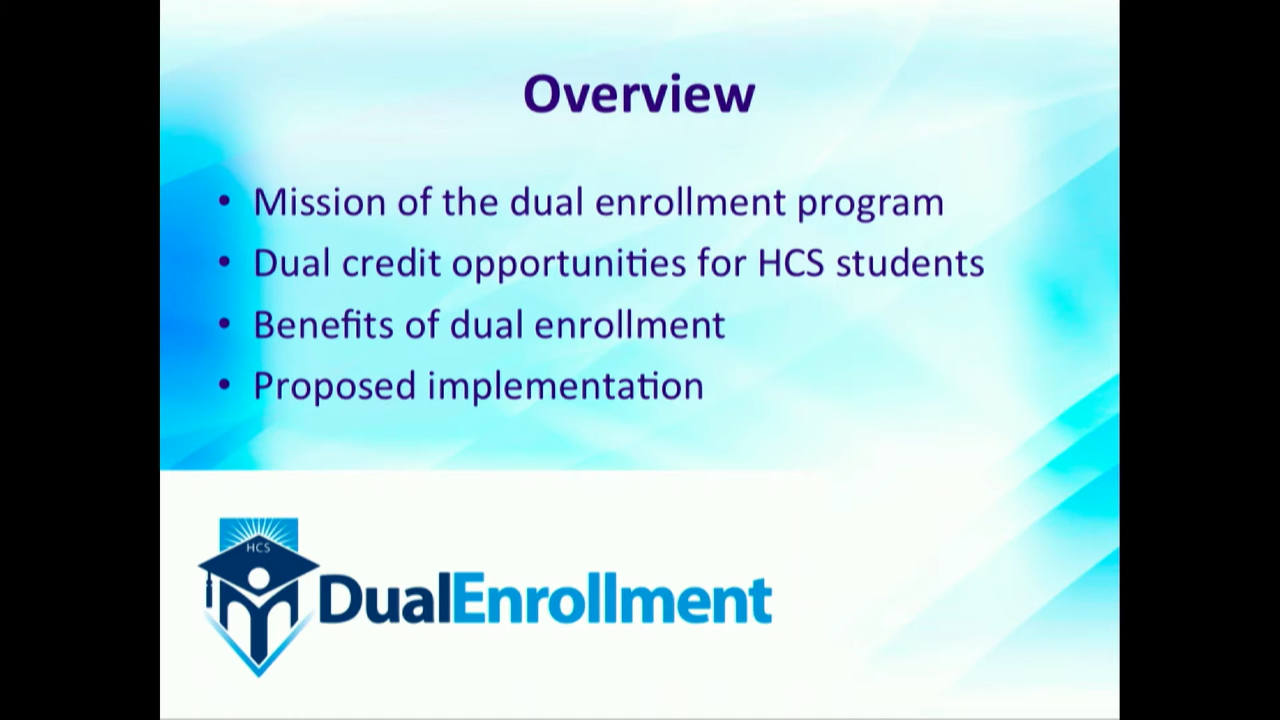 Overview
• Mission of the dual enrollment program
• Dual credit opportunities for HCS students
• Benefits of dual enrollment
• Proposed implementation
HCS
DualEnrollment